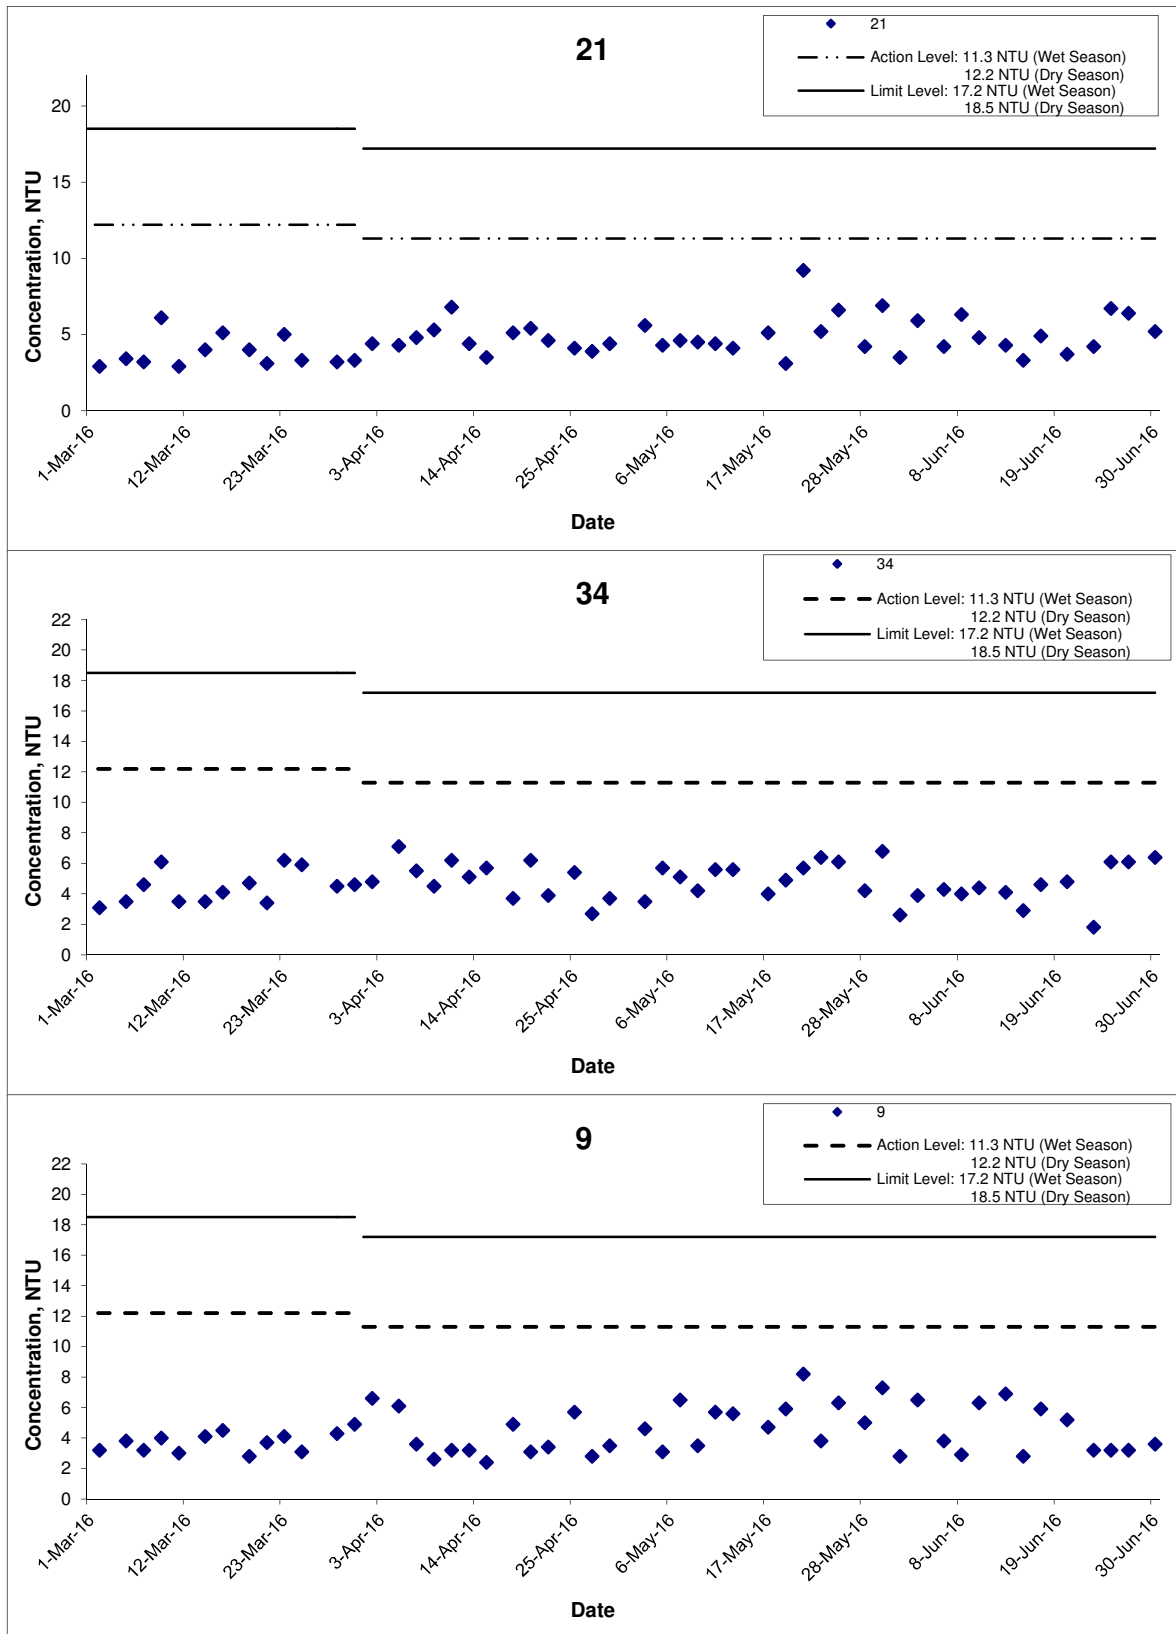 21
21
Action Level: 11.3 NTU (Wet Season)
12.2 NTU (Dry Season)
Limit Level: 17.2 NTU (Wet Season)
18.5 NTU (Dry Season)
Concentration, NTU
20
15
10
5
0
1-Mar-16 12-Mar-16 23-Mar-16 3-Apr-16 14-Apr-16 25-Apr-16 6-May-16 17-May-16 28-May-16 8-Jun-16 19-Jun-16 30-Jun-16
Date
34
34
Action Level: 11.3 NTU (Wet Season)
12.2 NTU (Dry Season)
Limit Level: 17.2 NTU (Wet Season)
18.5 NTU (Dry Season)
Concentration, NTU
22
20
18
16
14
12
10
8
6
4
2
0
1-Mar-16 12-Mar-16 23-Mar-16 3-Apr-16 14-Apr-16 25-Apr-16 6-May-16 17-May-16 28-May-16 8-Jun-16 19-Jun-16 30-Jun-16
Date
9
9
Action Level: 11.3 NTU (Wet Season)
12.2 NTU (Dry Season)
Limit Level: 17.2 NTU (Wet Season)
18.5 NTU (Dry Season)
Concentration, NTU
22
20
18
16
14
12
10
8
6
4
2
0
1-Mar-16 12-Mar-16 23-Mar-16 3-Apr-16 14-Apr-16 25-Apr-16 6-May-16 17-May-16 28-May-16 8-Jun-16 19-Jun-16 30-Jun-16
Date